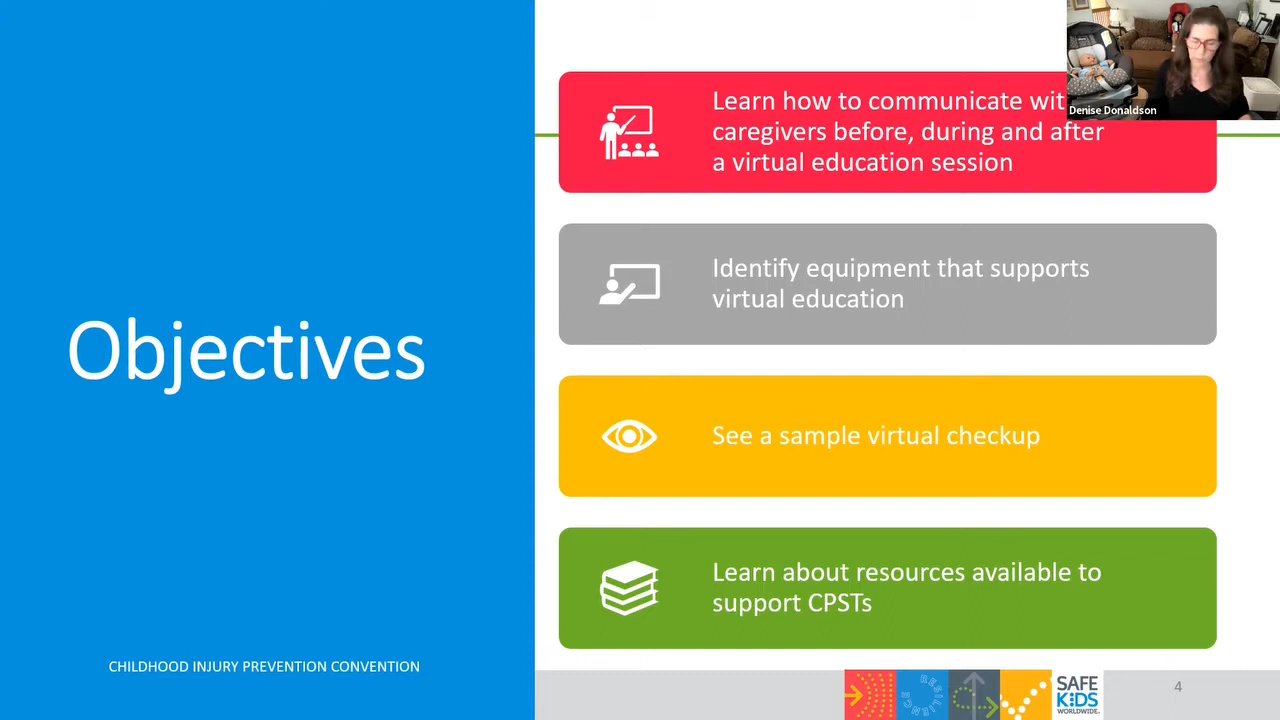 Learn how to communicate wit
caregivers before, during and after
a virtual education session
Denise Donaldson
Identify equipment that supports
virtual education
Objectives
See a sample virtual checkup
Learn about resources available to
support CPSTs
CHILDHOOD INJURY PREVENTION CONVENTION
RESILIENCE
SAFE
KIDS
WORLDWIDE.
4